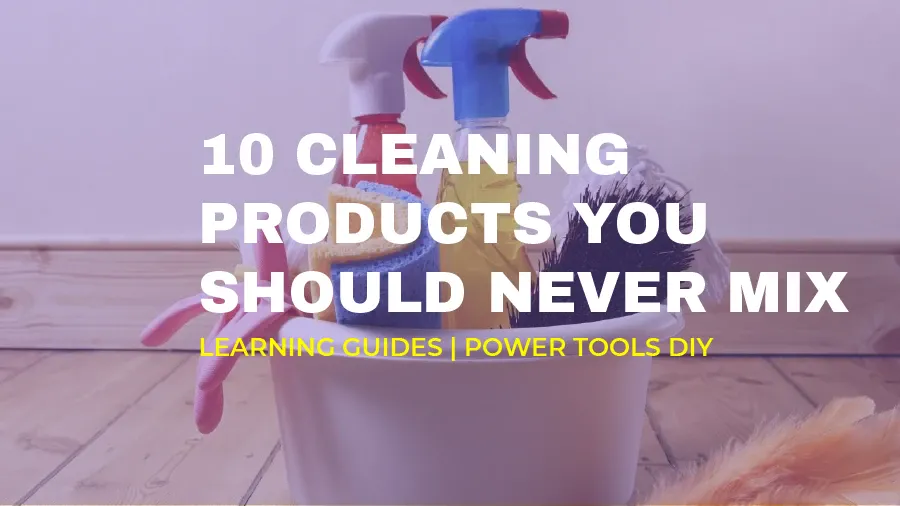 10 CLEANING
PRODUCTS YOU
SHOULD NEVER MIX
LEARNING GUIDES | POWER TOOLS DIY